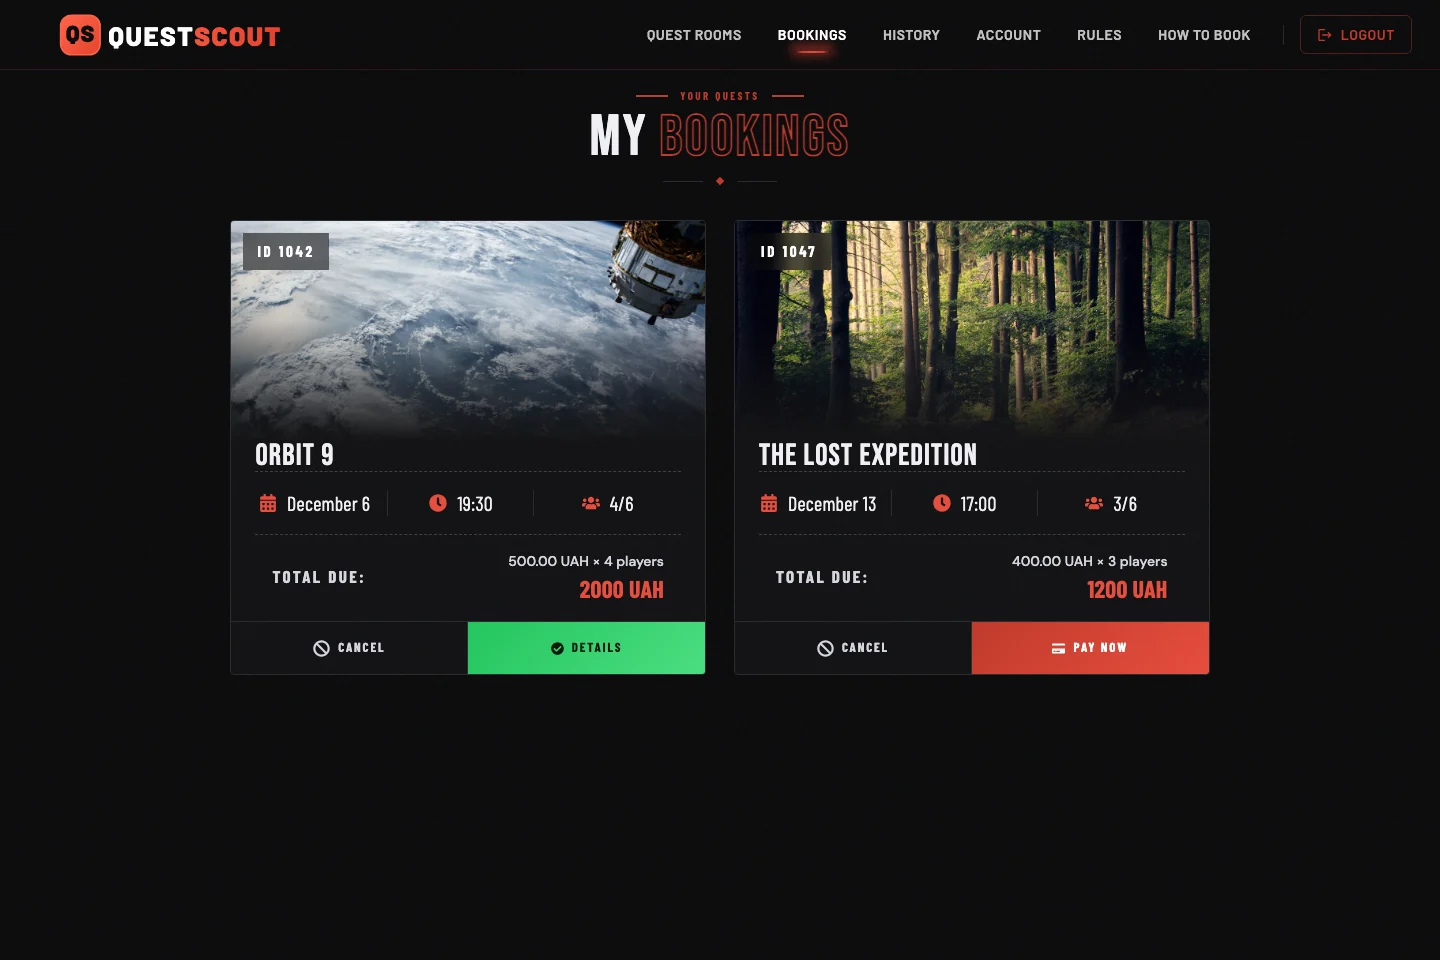 QS QUESTSCOUT
QUEST ROOMS
BOOKINGS
HISTORY
ACCOUNT
RULES
HOW TO BOOK
LOGOUT
YOUR QUESTS
MY BOOKINGS
ID 1042
ORBIT 9
December 6
19:30
4/6
TOTAL DUE:
500.00 UAH × 4 players
2000 UAH
CANCEL
DETAILS
ID 1047
THE LOST EXPEDITION
December 13
17:00
3/6
TOTAL DUE:
400.00 UAH × 3 players
1200 UAH
CANCEL
PAY NOW